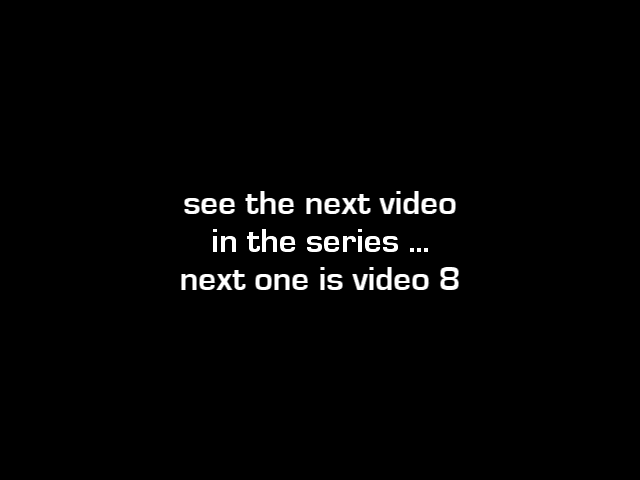 see the next video
in the series ...
next one is video 8